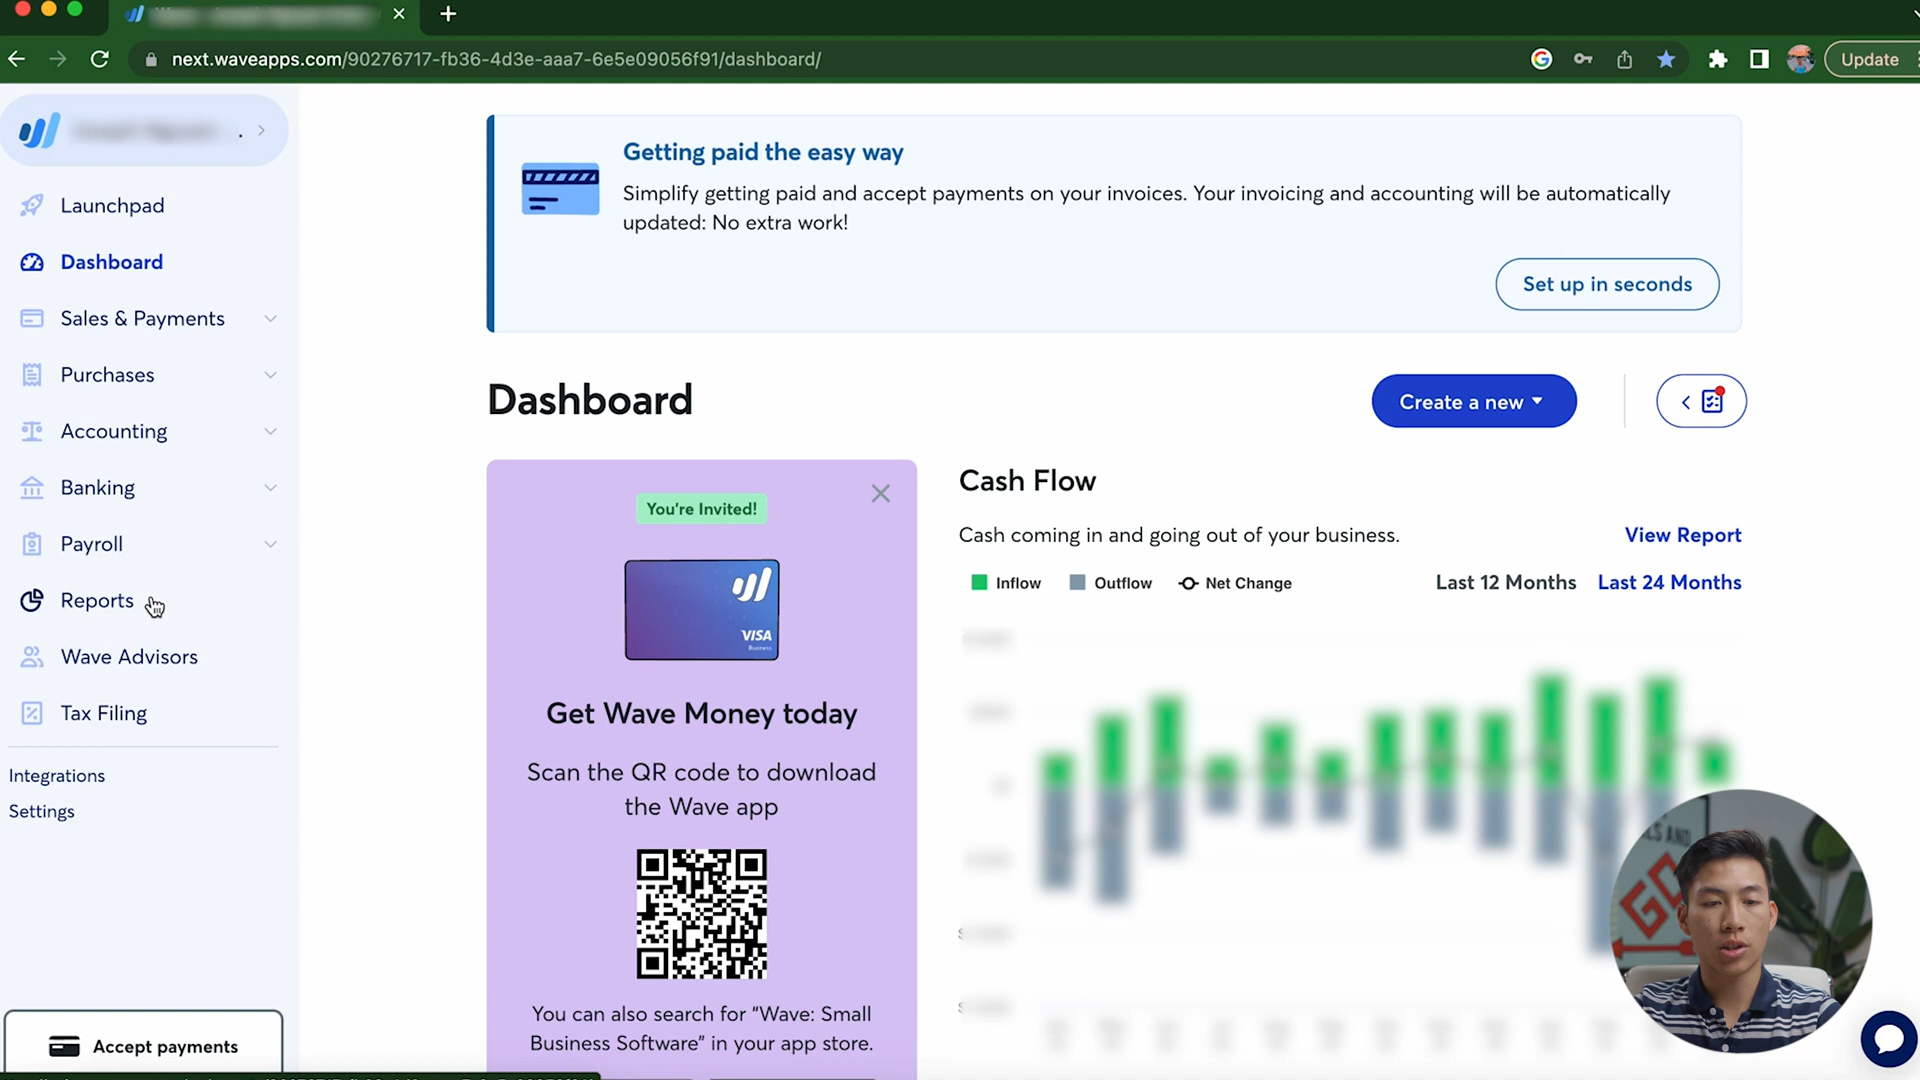 next.waveapps.com/90276717-fb36-4d3e-aaa7-6e5e09056f91/dashboard/
Update
Launchpad
Dashboard
Sales & Payments
Purchases
Accounting
Banking
Payroll
Reports
Wave Advisors
Tax Filing
Integrations
Settings
Accept payments
Getting paid the easy way
Simplify getting paid and accept payments on your invoices. Your invoicing and accounting will be automatically
updated: No extra work!
Set up in seconds
Dashboard
Create a new
You're Invited!
VISA
Business
Get Wave Money today
Scan the QR code to download
the Wave app
You can also search for "Wave: Small
Business Software" in your app store.
Cash Flow
Cash coming in and going out of your business.
View Report
Inflow
Outflow
Net Change
Last 12 Months
Last 24 Months